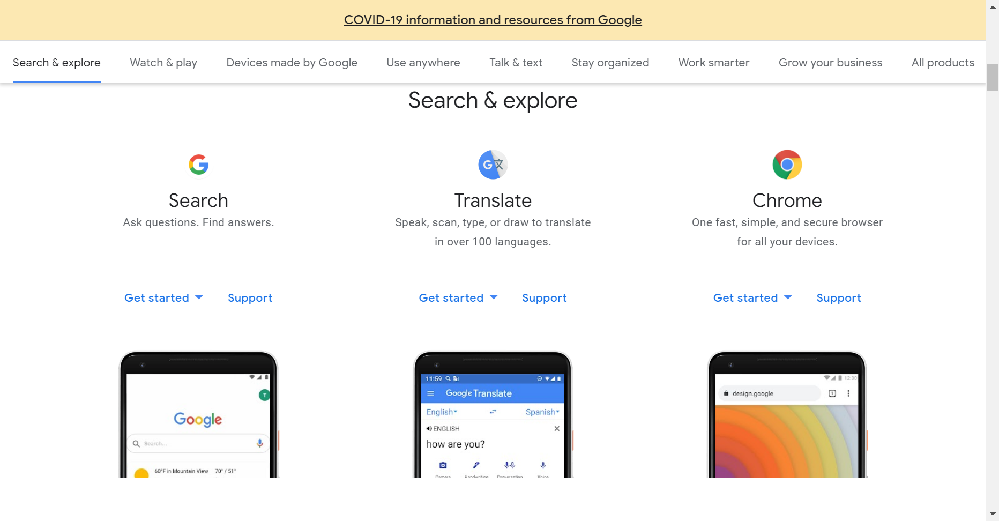 COVID-19 information and resources from Google
Search & explore
Watch & play
Devices made by Google
Use anywhere
Talk & text
Stay organized
Work smarter
Grow your business
All products
Search & explore
Search
Ask questions. Find answers.
Get started
Support
Translate
Speak, scan, type, or draw to translate
in over 100 languages.
Get started
Support
Chrome
One fast, simple, and secure browser
for all your devices.
Get started
Support
T
Google
Search...
60°F in Mountain View 70° / 51°
11:59
Google Translate
English
Spanish
ENGLISH
how are you?
Camera
Handwriting
Conversation
Voice
12:30
design.google
1